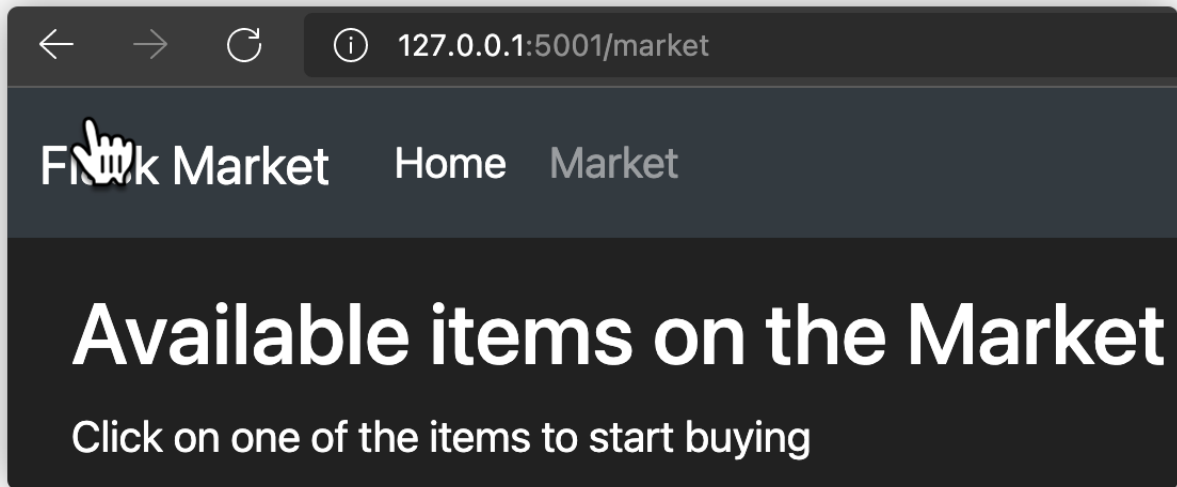 127.0.0.1:5001/market
Market Home Market
Available items on the Market
Click on one of the items to start buying